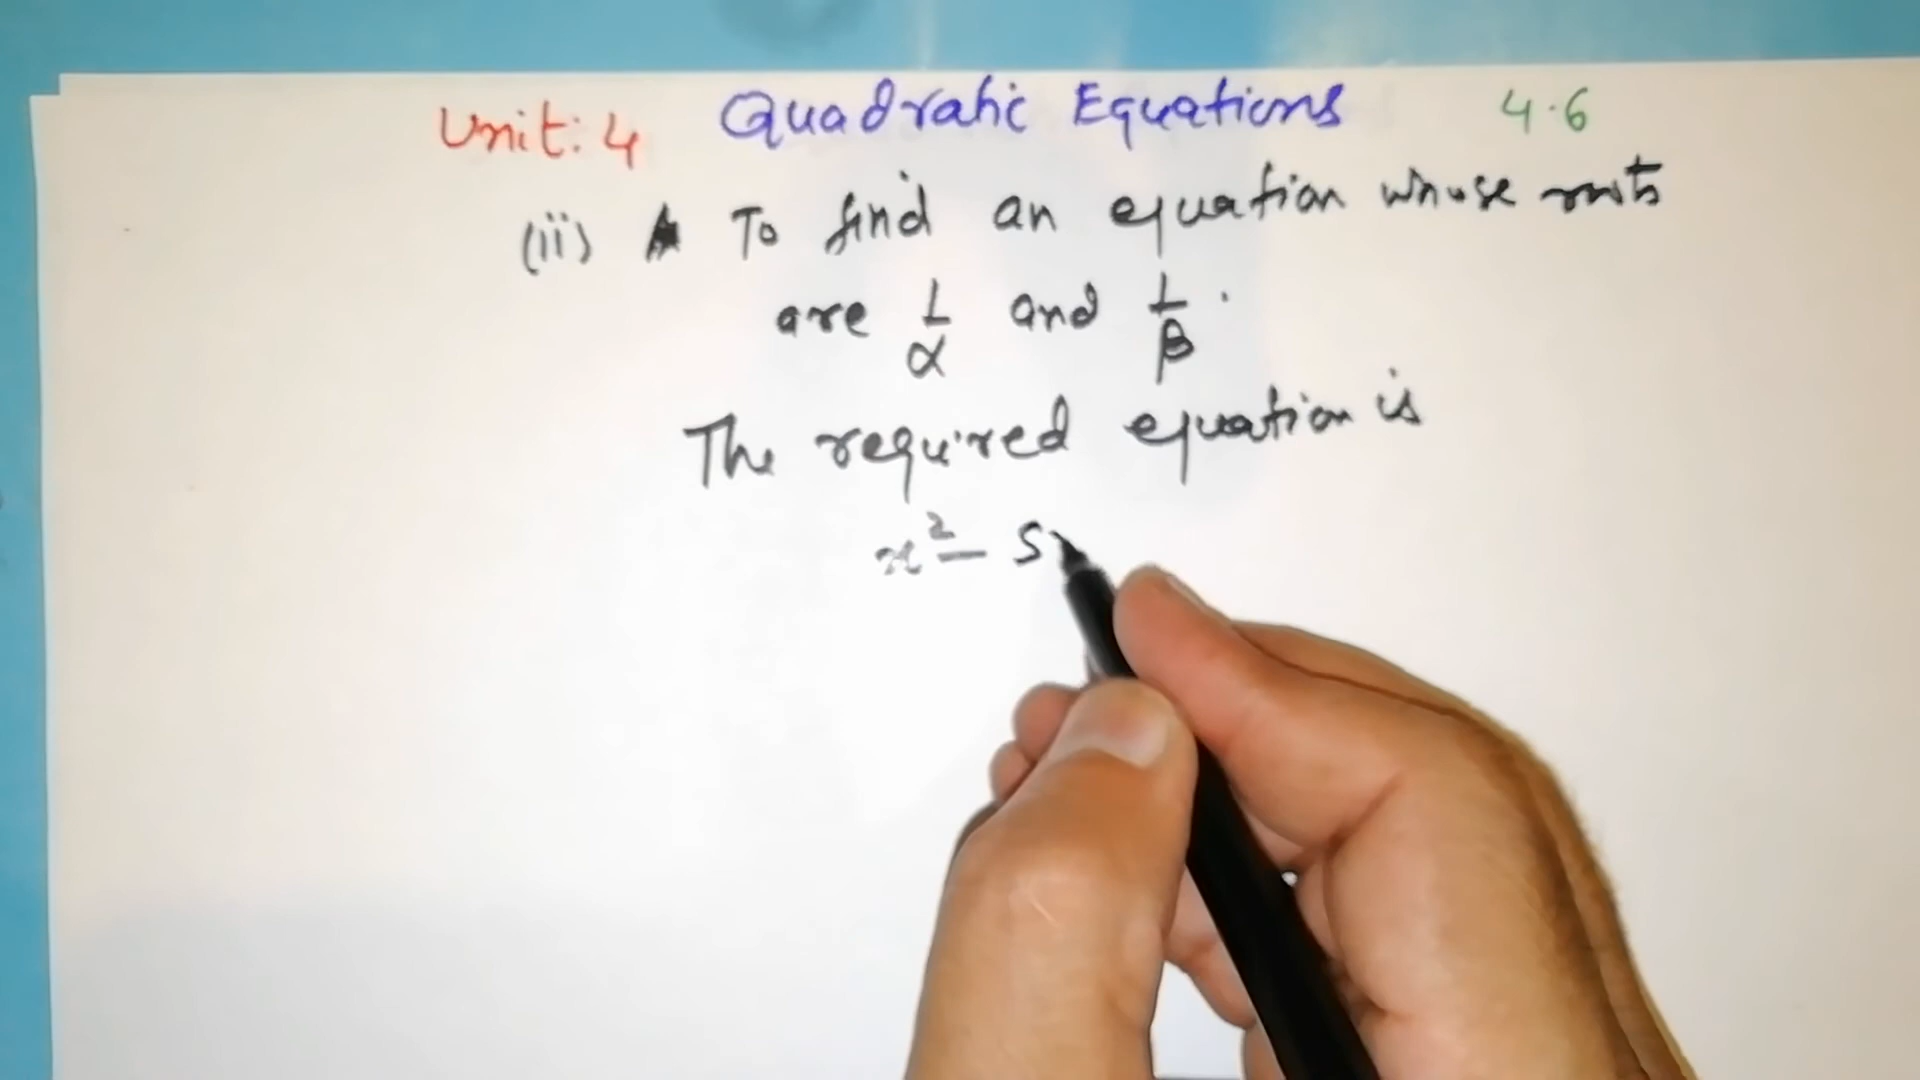 Unit: 4 Quadratic Equations 4.6
(ii) To find an equation whose roots
are 1/α and 1/β.
The required equation is
x² - S